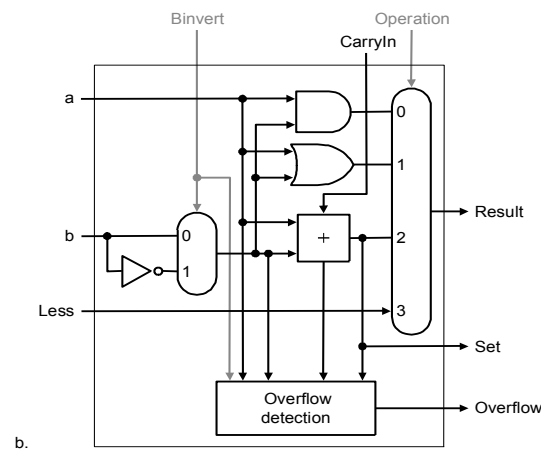 Binvert
Operation
CarryIn
a
0
1
b
0
+
2
1
Less
3
Result
Set
Overflow
detection
Overflow
b.